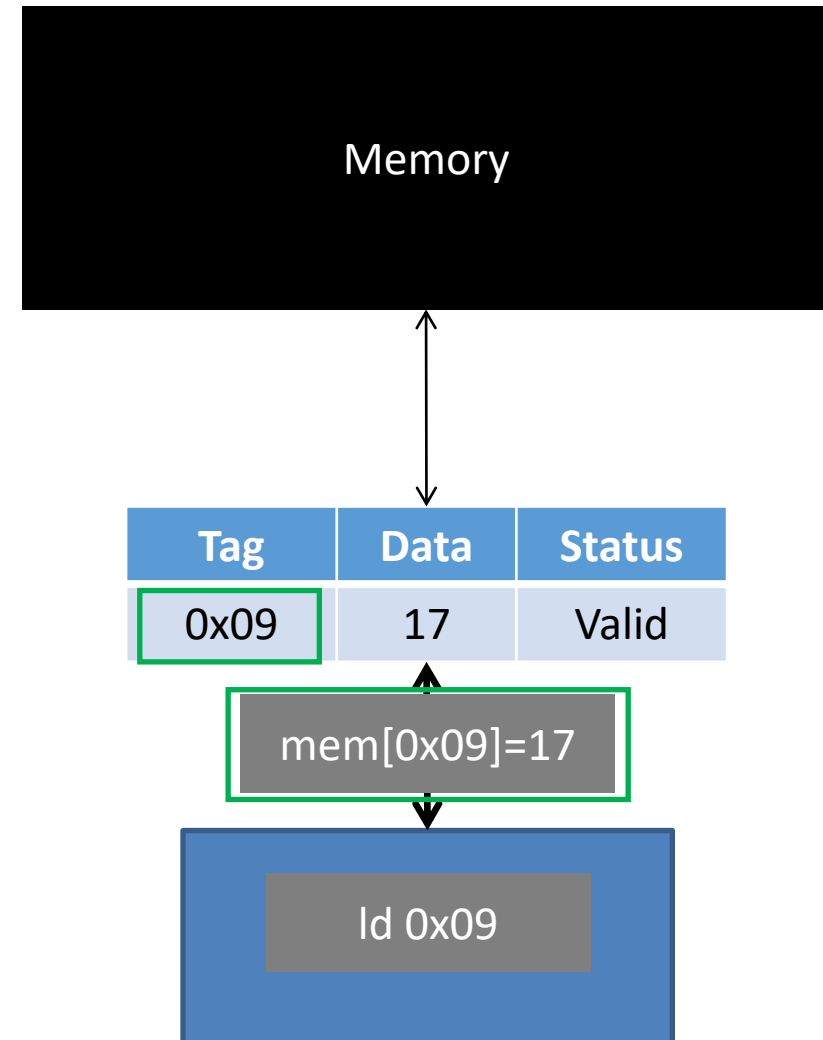 Memory
Tag Data Status
0x09 17 Valid
mem[0x09]=17
ld 0x09